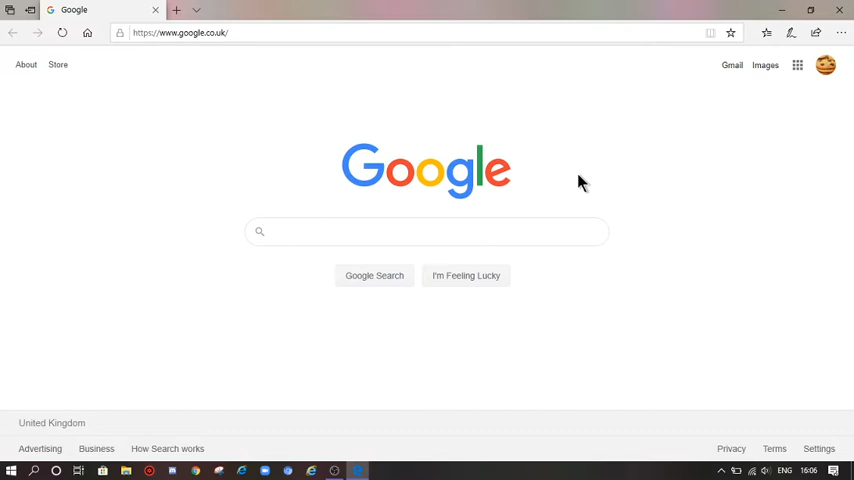 Google
https://www.google.co.uk/
About Store
Gmail Images
Google
Google Search I'm Feeling Lucky
United Kingdom
Advertising Business How Search works
Privacy Terms Settings
ENG 16:06